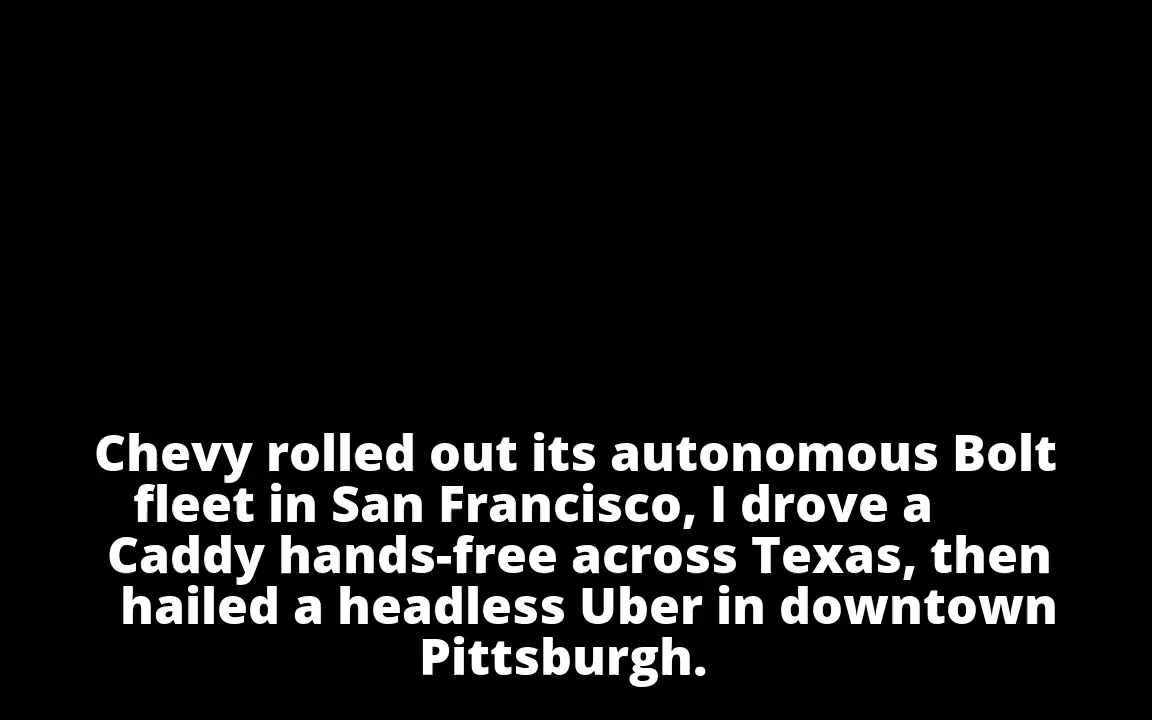 Chevy rolled out its autonomous Bolt
fleet in San Francisco, I drove a
Caddy hands-free across Texas, then
hailed a headless Uber in downtown
Pittsburgh.